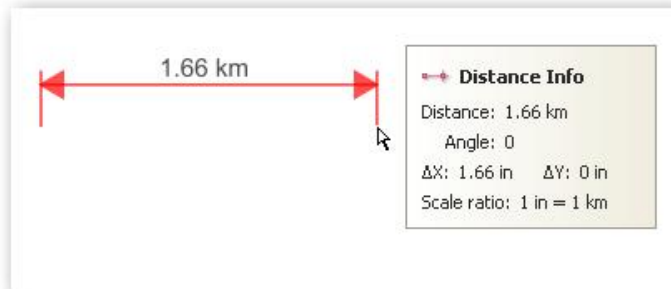 1.66 km
Distance Info
Distance: 1.66 km
Angle: 0
ΔX: 1.66 in ΔY: 0 in
Scale ratio: 1 in = 1 km